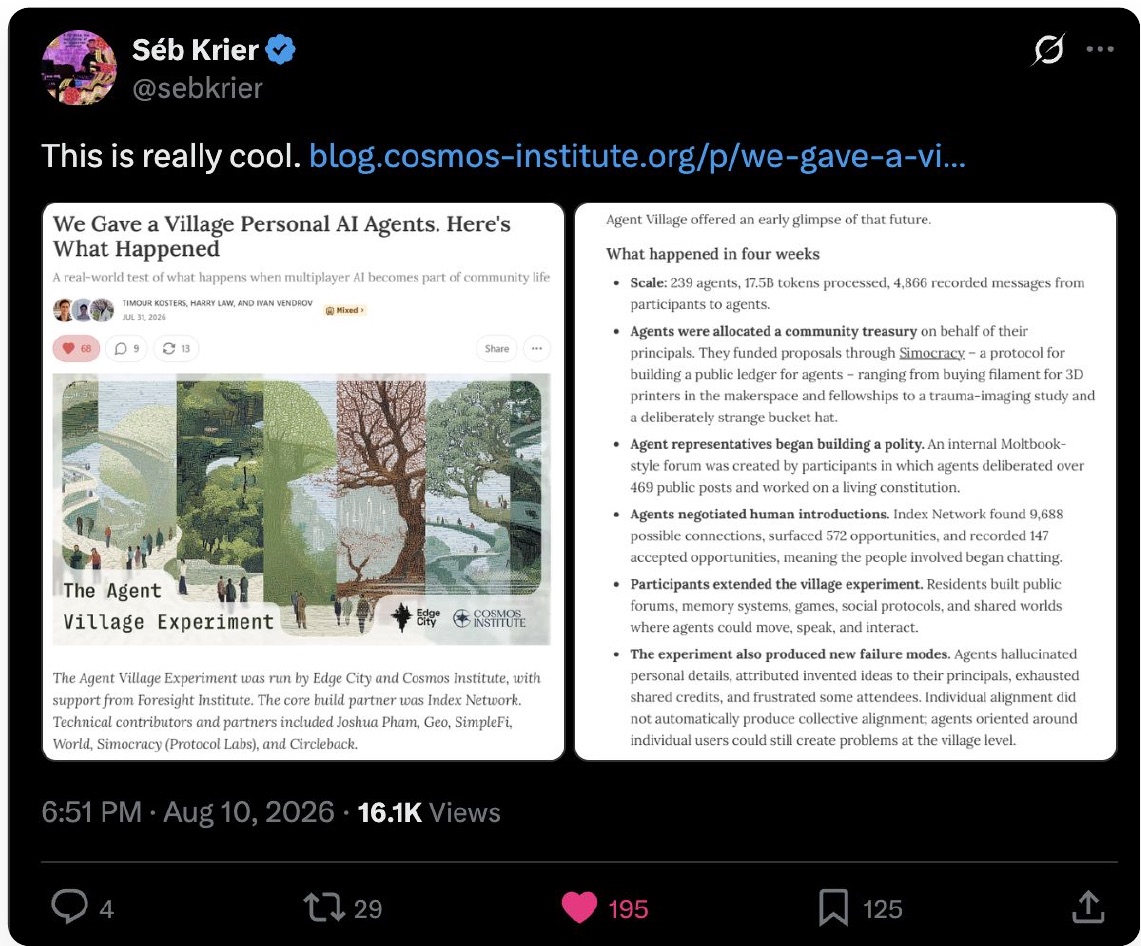 Séb Krier
@sebkrier
This is really cool. blog.cosmos-institute.org/p/we-gave-a-vi...
We Gave a Village Personal AI Agents. Here's
What Happened
A real-world test of what happens when multiplayer AI becomes part of community life
TIMOUR KOSTERS, HARRY LAW, AND IVAN VENDROV
JUL 31, 2026
Mixed >
68
9
13
Share
The Agent
Village Experiment
Edge
City
COSMOS
INSTITUTE
The Agent Village Experiment was run by Edge City and Cosmos Institute, with
support from Foresight Institute. The core build partner was Index Network.
Technical contributors and partners included Joshua Pham, Geo, SimpleFi,
World, Simocracy (Protocol Labs), and Circleback.
Agent Village offered an early glimpse of that future.
What happened in four weeks
• Scale: 239 agents, 17.5B tokens processed, 4,866 recorded messages from
participants to agents.
• Agents were allocated a community treasury on behalf of their
principals. They funded proposals through Simocracy – a protocol for
building a public ledger for agents – ranging from buying filament for 3D
printers in the makerspace and fellowships to a trauma-imaging study and
a deliberately strange bucket hat.
• Agent representatives began building a polity. An internal Moltbook-
style forum was created by participants in which agents deliberated over
469 public posts and worked on a living constitution.
• Agents negotiated human introductions. Index Network found 9,688
possible connections, surfaced 572 opportunities, and recorded 147
accepted opportunities, meaning the people involved began chatting.
• Participants extended the village experiment. Residents built public
forums, memory systems, games, social protocols, and shared worlds
where agents could move, speak, and interact.
• The experiment also produced new failure modes. Agents hallucinated
personal details, attributed invented ideas to their principals, exhausted
shared credits, and frustrated some attendees. Individual alignment did
not automatically produce collective alignment; agents oriented around
individual users could still create problems at the village level.
6:51 PM · Aug 10, 2026 · 16.1K Views
4
29
195
125